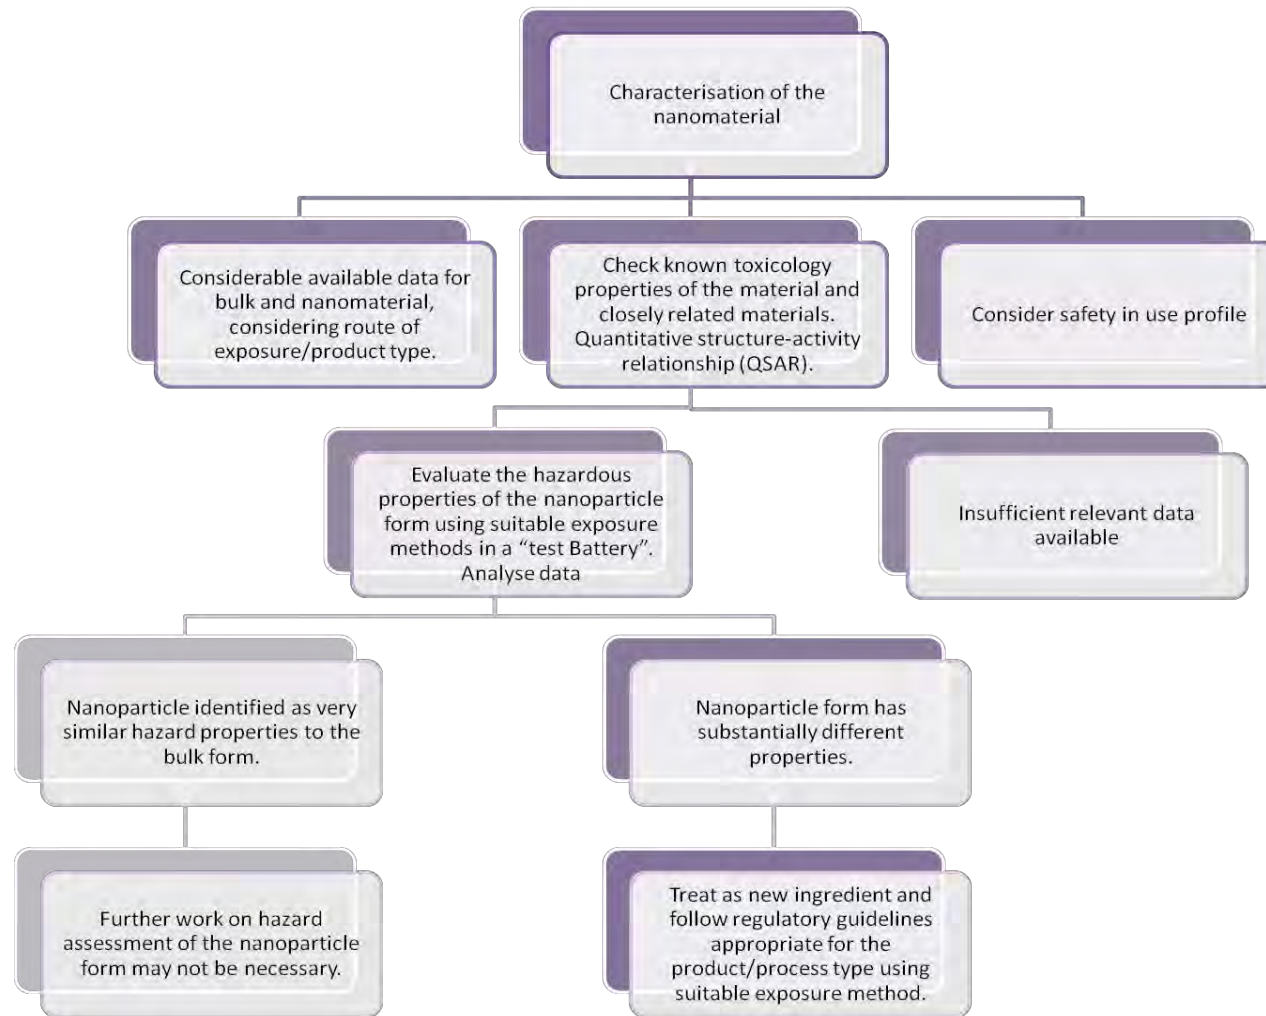 Characterisation of the
nanomaterial
Considerable available data for
bulk and nanomaterial,
considering route of
exposure/product type.
Check known toxicology
properties of the material and
closely related materials.
Quantitative structure-activity
relationship (QSAR).
Consider safety in use profile
Evaluate the hazardous
properties of the nanoparticle
form using suitable exposure
methods in a “test Battery”.
Analyse data
Insufficient relevant data
available
Nanoparticle identified as very
similar hazard properties to the
bulk form.
Nanoparticle form has
substantially different
properties.
Further work on hazard
assessment of the nanoparticle
form may not be necessary.
Treat as new ingredient and
follow regulatory guidelines
appropriate for the
product/process type using
suitable exposure method.